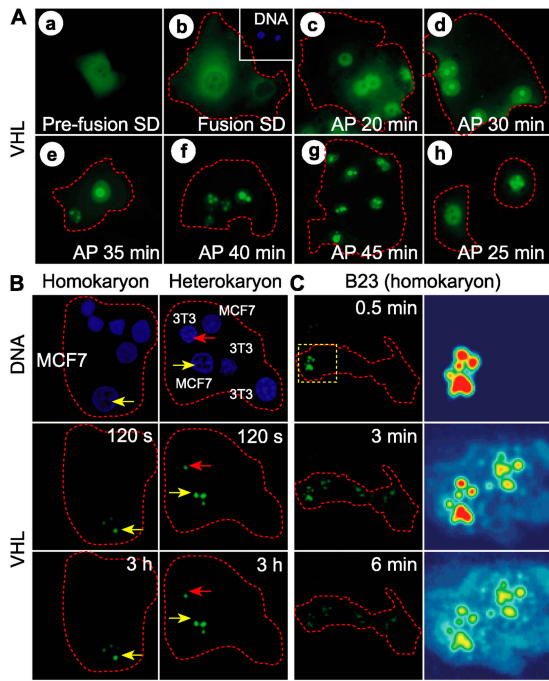 A
a
b
DNA
c
d
Pre-fusion SD
Fusion SD
AP 20 min
AP 30 min
VHL
e
f
g
h
AP 35 min
AP 40 min
AP 45 min
AP 25 min
B
Homokaryon
Heterokaryon
C
B23 (homokaryon)
DNA
MCF7
3T3
MCF7
3T3
MCF7
3T3
0.5 min
120 s
120 s
3 min
VHL
3 h
3 h
6 min